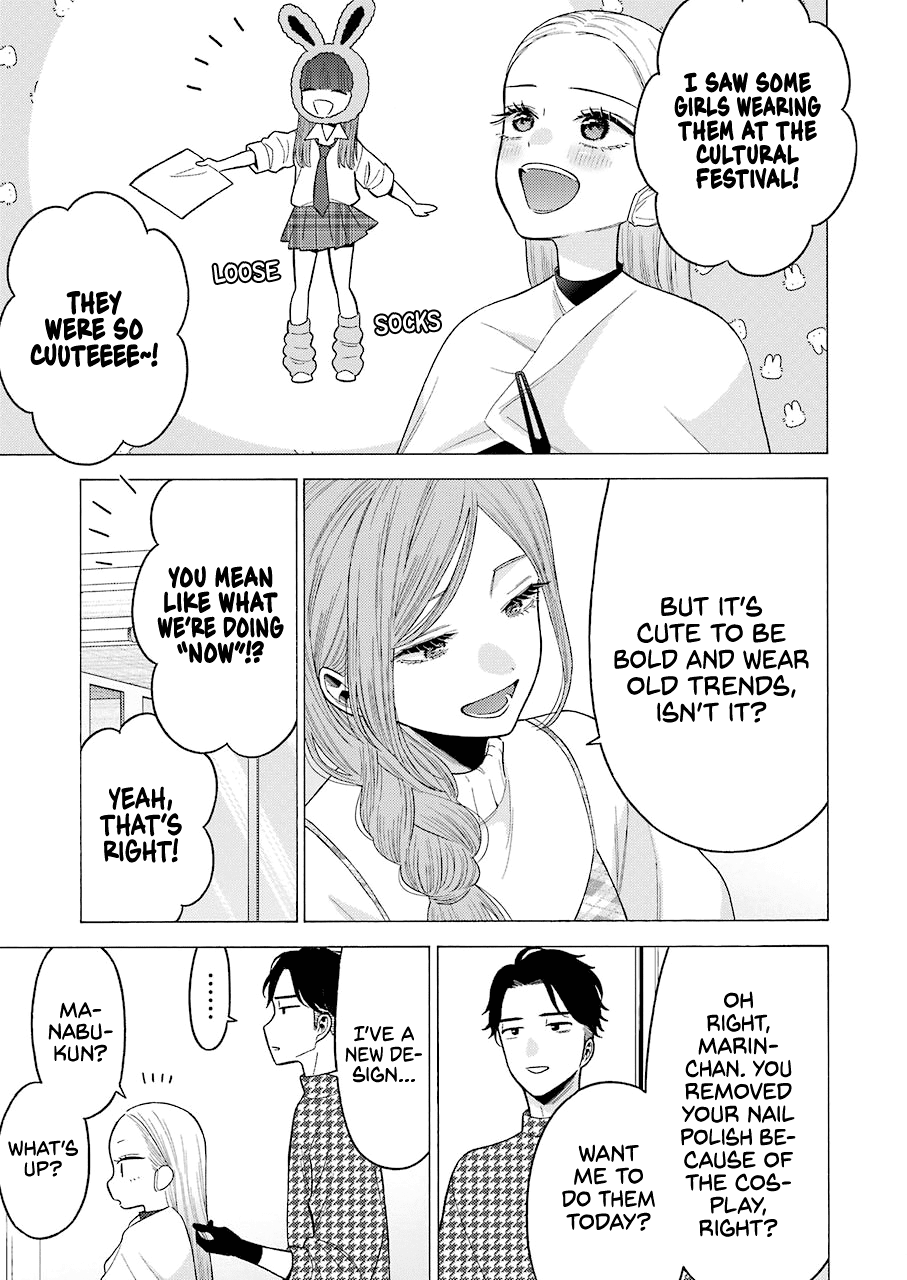 I SAW SOME
GIRLS WEARING
THEM AT THE
CULTURAL
FESTIVAL!
LOOSE
SOCKS
THEY
WERE SO
CUUTEEEE~!
BUT IT'S
CUTE TO BE
BOLD AND WEAR
OLD TRENDS,
ISN'T IT?
YOU MEAN
LIKE WHAT
WE'RE DOING
"NOW"!?
YEAH,
THAT'S
RIGHT!
OH
RIGHT,
MARIN-
CHAN. YOU
REMOVED
YOUR NAIL
POLISH BE-
CAUSE OF
THE COS-
PLAY,
RIGHT?
WANT
ME TO
DO THEM
TODAY?
I'VE A
NEW DE-
SIGN...
......
MA-
NABU-
KUN?
WHAT'S
UP?